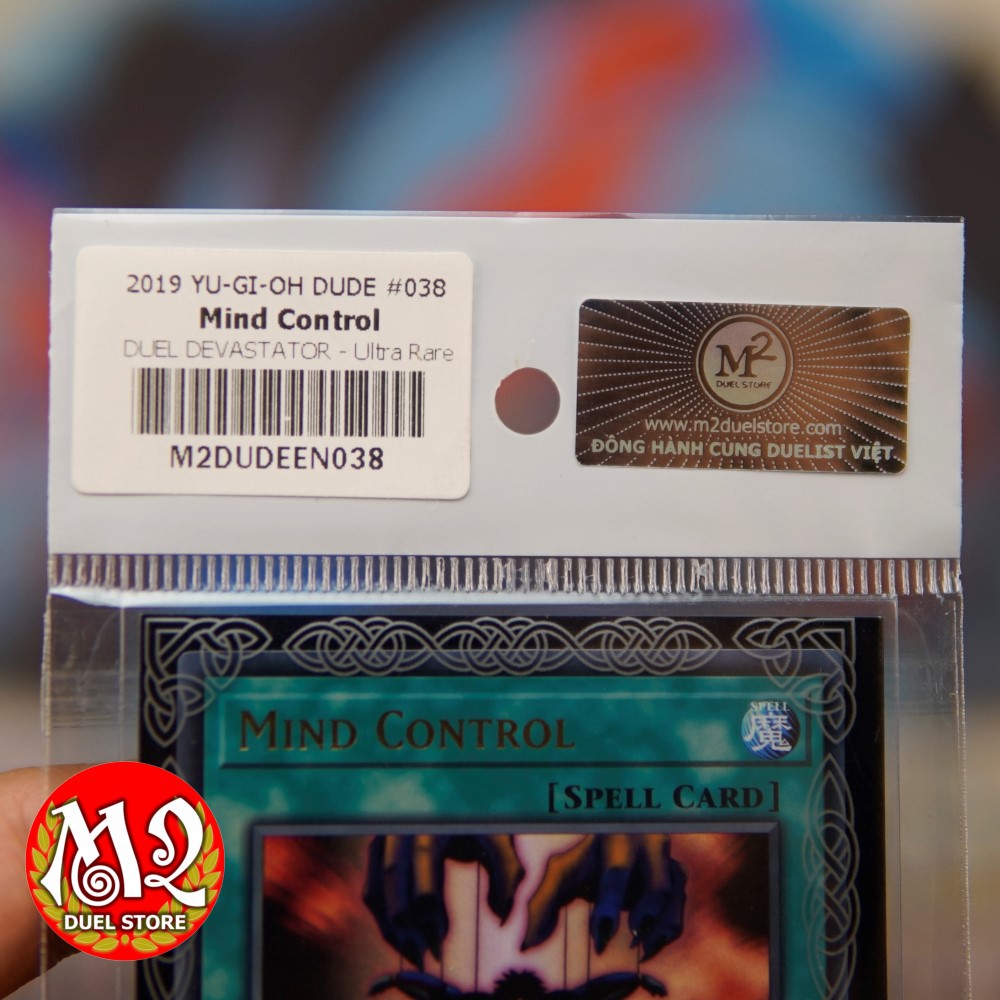 2019 YU-GI-OH DUDE #038
Mind Control
DUEL DEVASTATOR - Ultra Rare
M2DUDEEN038
M2
DUEL STORE
www.m2duelstore.com
ĐỒNG HÀNH CÙNG DUELIST VIỆT
MIND CONTROL
SPELL
魔
[SPELL CARD]
M2
DUEL STORE